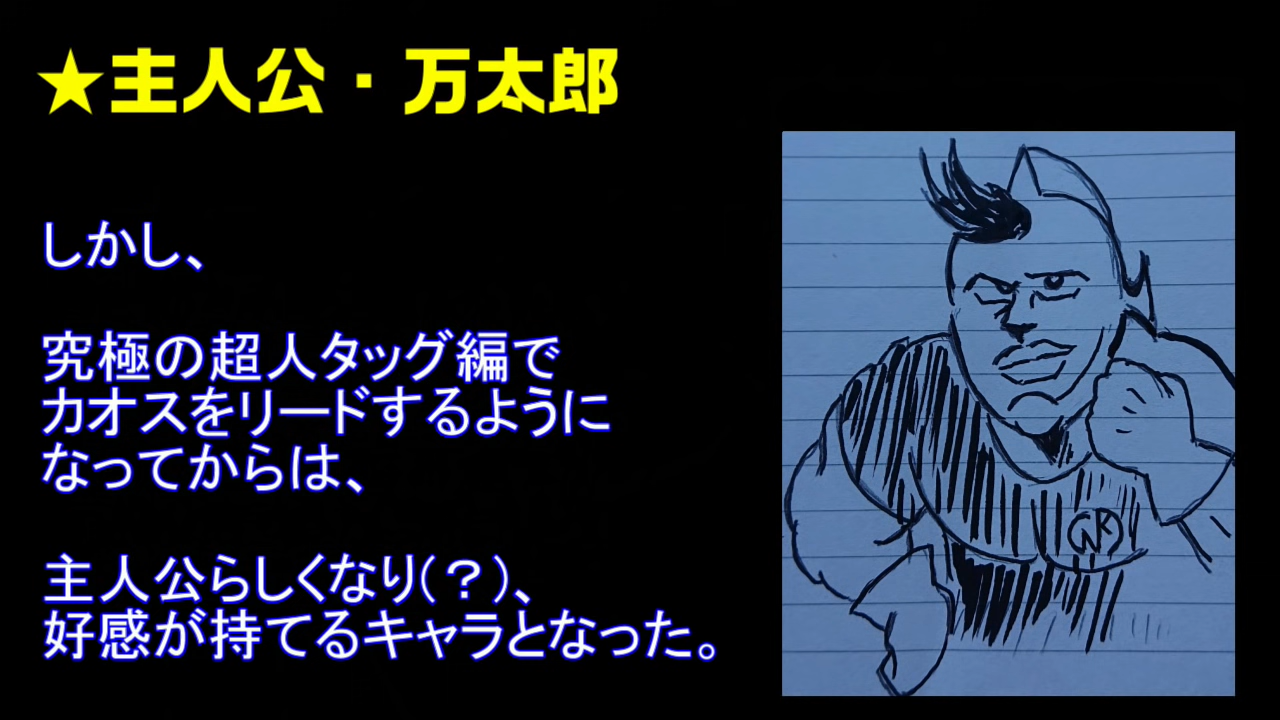 ★主人公・万太郎
しかし、
究極の超人タッグ編で
カオスをリードするように
なってからは、
主人公らしくなり(？)、
好感が持てるキャラとなった。